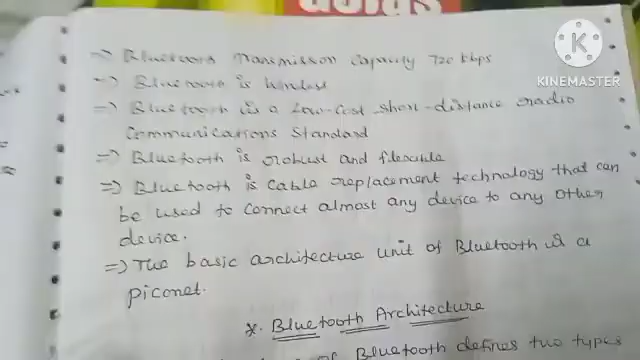 => Bluetooth Transmission capacity 720 kbps
=> Bluetooth is wireless
=> Bluetooth is a Low-cost short-distance radio
communications standard
=> Bluetooth is robust and flexible
=> Bluetooth is cable replacement technology that can
be used to connect almost any device to any other
device.
=> The basic architecture unit of Bluetooth is a
piconet.
*. Bluetooth Architecture
of Bluetooth defines two types
KINEMASTER